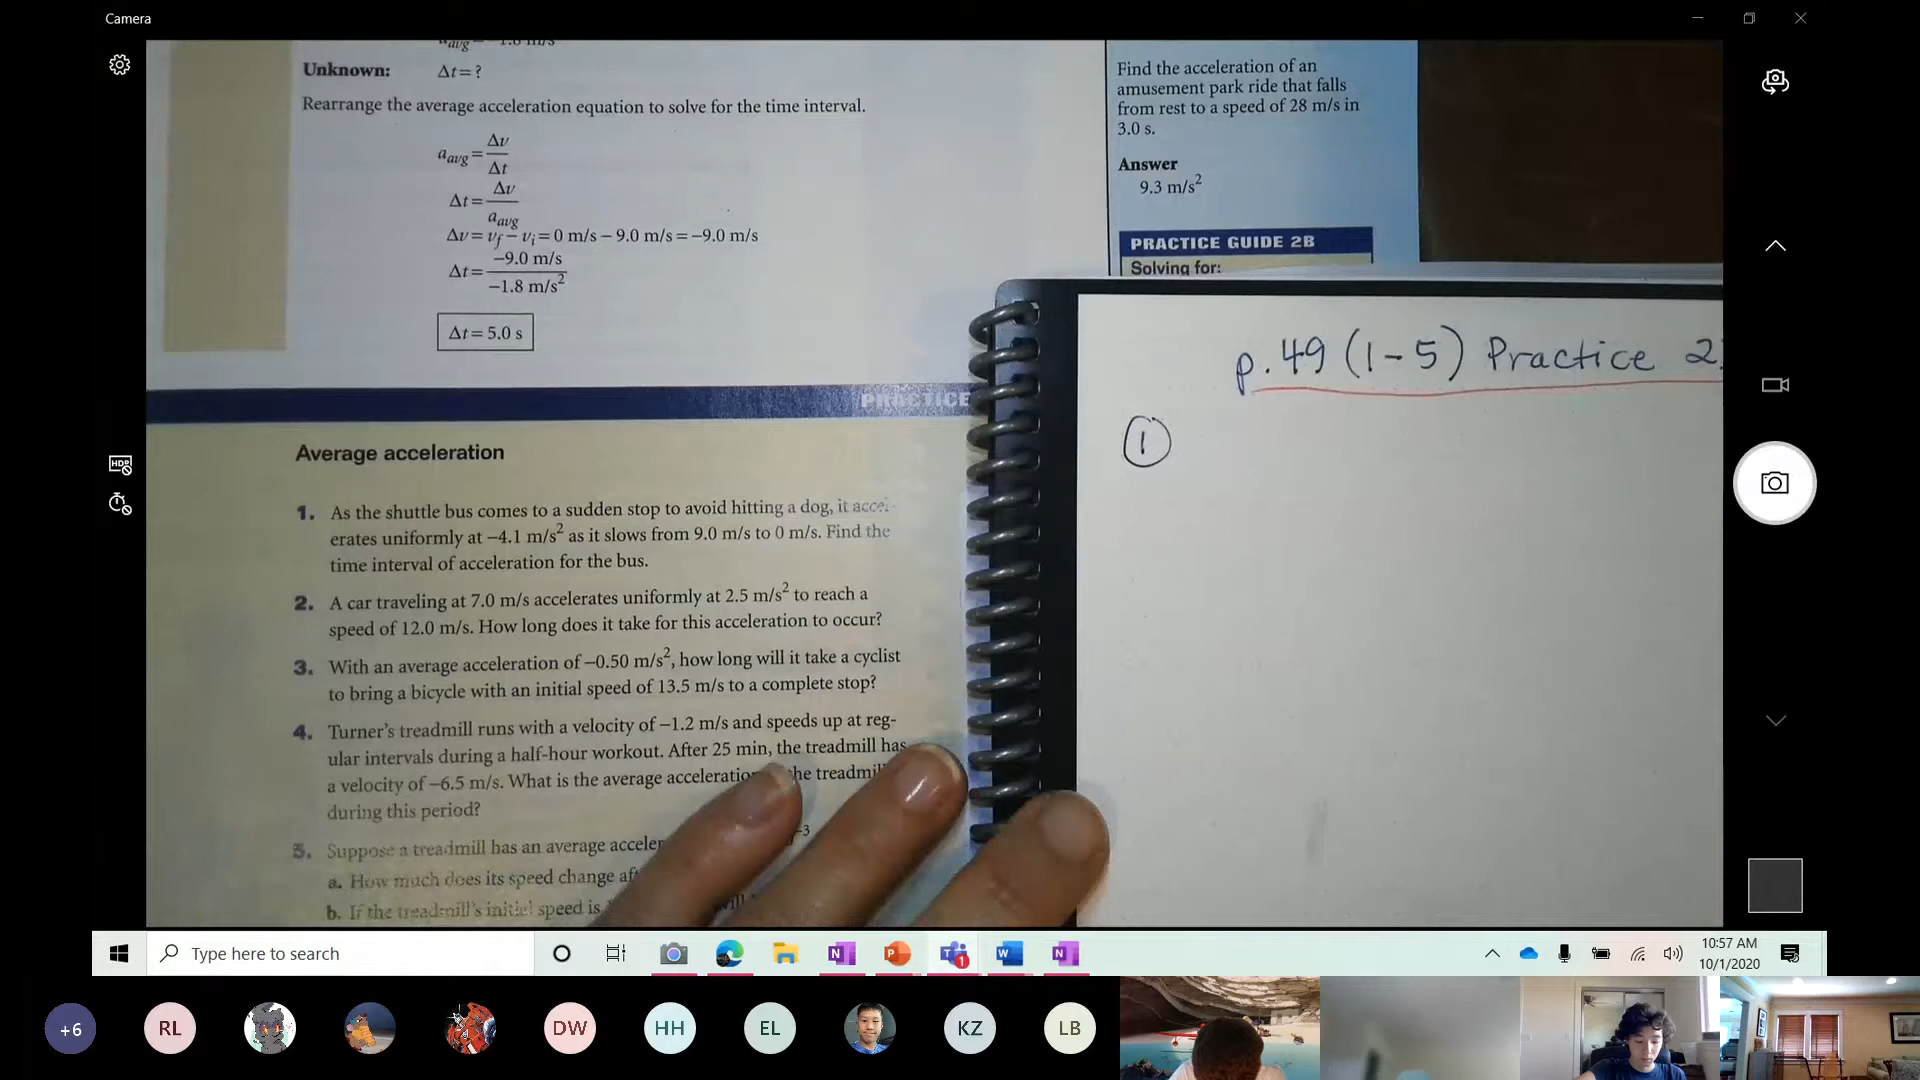 Camera
Unknown: Δt = ?
Rearrange the average acceleration equation to solve for the time interval.
aavg = Δv
Δt
Δt = Δv
aavg
Δv = vf − vi = 0 m/s − 9.0 m/s = −9.0 m/s
Δt = −9.0 m/s
−1.8 m/s²
Δt = 5.0 s
Find the acceleration of an
amusement park ride that falls
from rest to a speed of 28 m/s in
3.0 s.
Answer
9.3 m/s²
PRACTICE GUIDE 2B
Solving for:
PRACTICE
Average acceleration
1. As the shuttle bus comes to a sudden stop to avoid hitting a dog, it accel-
erates uniformly at −4.1 m/s² as it slows from 9.0 m/s to 0 m/s. Find the
time interval of acceleration for the bus.
2. A car traveling at 7.0 m/s accelerates uniformly at 2.5 m/s² to reach a
speed of 12.0 m/s. How long does it take for this acceleration to occur?
3. With an average acceleration of −0.50 m/s², how long will it take a cyclist
to bring a bicycle with an initial speed of 13.5 m/s to a complete stop?
4. Turner's treadmill runs with a velocity of −1.2 m/s and speeds up at reg-
ular intervals during a half-hour workout. After 25 min, the treadmill has
a velocity of −6.5 m/s. What is the average the
during this period?
5. Suppose a treadmill has an average
a. How much does its speed change
b. If the treadmill's initial speed is
p. 49 (1-5) Practice 2
1
HDR
Type here to search
10:57 AM
10/1/2020
+6
RL
DW
HH
EL
KZ
LB